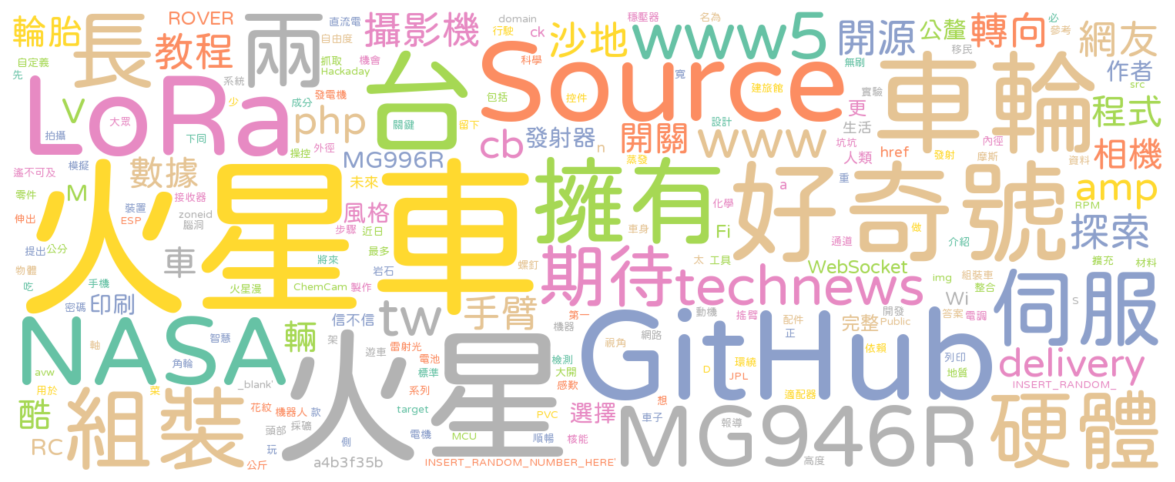 火星車
火星
GitHub
Source
LoRa
NASA
好奇號
車輪
擁有
台
長
兩
www5
www
組裝
伺服
MG946R
硬體
期待
technews
tw
手臂
輛
酷
RC
印刷
車
風格
數據
MG996R
M
V
php
cb
發射器
開關
攝影機
沙地
開源
公釐
轉向
網友
作者
程式
更
生活
人類
href
相機
amp
探索
delivery
選擇
完整
Wi
Fi
WebSocket
信不信
未來
輪胎
教程
ROVER
直流電
自由度
domain
行駛
ck
科學
穩壓器
名為
移民
必
參考
自定義
先
系統
抓取
機會
Hackaday
發電機
少
成分
包括
控件
留下
關鍵
寬
建旗艦
無刷
實驗
src
設計
拍攝
大眾
下同
操控
外徑
n
蒸發
坑坑
發射
內徑
摩斯
資料
遙不可及
模擬
零件
接收器
裝置
ESP
步驟
近日
最多
化學
a
重
RPM
伸出
zoneid
腦洞
將來
車身
太
工具
通道
做
介紹
擴充
提出
公分
物體
手機
火星漫
ChemCam
製作
岩石
螺釘
img
組裝車
整合
材料
吃
密碼
第一
動機
搖臂
配件
正
開發
Public
答案
電調
s
軸
智慧
架
遊車
雷射光
電池
標準
機器
網路
視角
環繞
依賴
列印
地質
avw
角輪
_blank'
檢測
大開
系列
感歎
D
JPL
溫配器
INSERT_RANDOM_
用於
菜
花紋
機器人
款
頭部
探礦
target
PVC
想
車子
報導
公斤
玩
側
電機
MCU
順暢
核能
a4b3f35b
INSERT_RANDOM_NUMBER_HERE'
高度